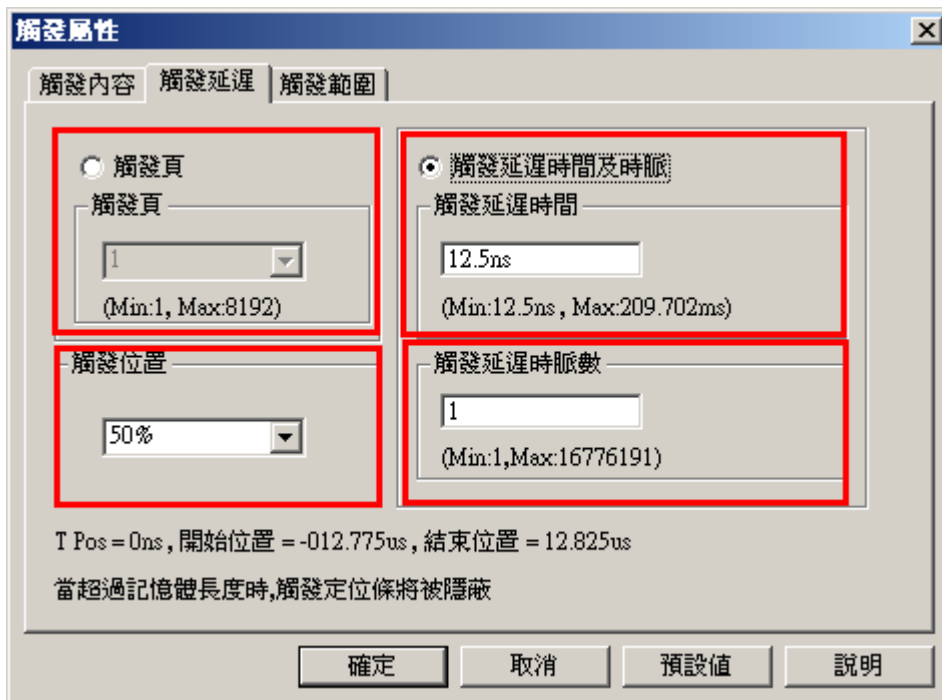 觸發屬性
觸發內容 觸發延遲 觸發範圍
觸發頁
觸發頁
1
(Min:1, Max:8192)
觸發位置
50%
觸發延遲時間及時脈
觸發延遲時間
12.5ns
(Min:12.5ns , Max:209.702ms)
觸發延遲時脈數
1
(Min:1,Max:16776191)
T Pos = 0ns , 開始位置 = -012.775us , 結束位置 = 12.825us
當超過記憶體長度時,觸發定位條將被隱蔽
確定 取消 預設值 說明